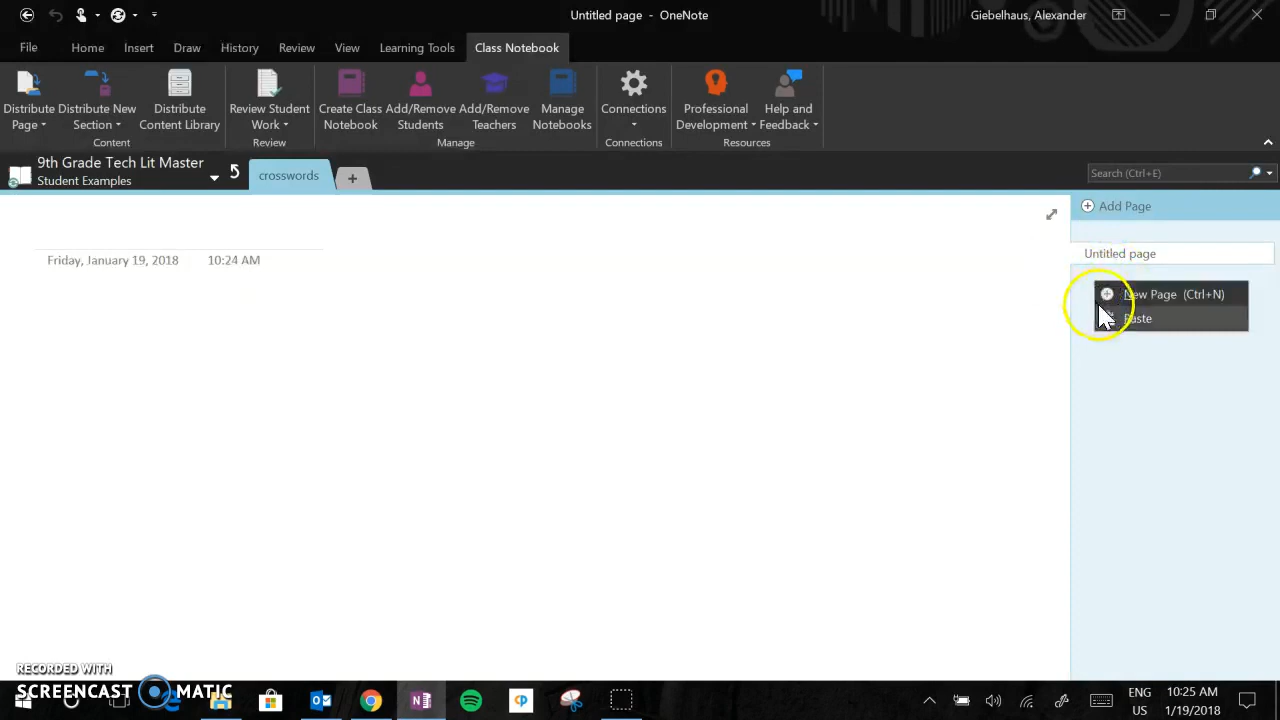 Untitled page - OneNote
Giebelhaus, Alexander
File Home Insert Draw History Review View Learning Tools Class Notebook
Distribute Page
Distribute New Section
Distribute Content Library
Review Student Work
Create Class Notebook
Add/Remove Students
Add/Remove Teachers
Manage Notebooks
Connections
Professional Development
Help and Feedback
Content Review Manage Connections Resources
9th Grade Tech Lit Master
Student Examples
crosswords
+
Search (Ctrl+E)
Add Page
Untitled page
Friday, January 19, 2018 10:24 AM
New Page (Ctrl+N)
Paste
RECORDED WITH
SCREENCAST MATIC
ENG
US
10:25 AM
1/19/2018